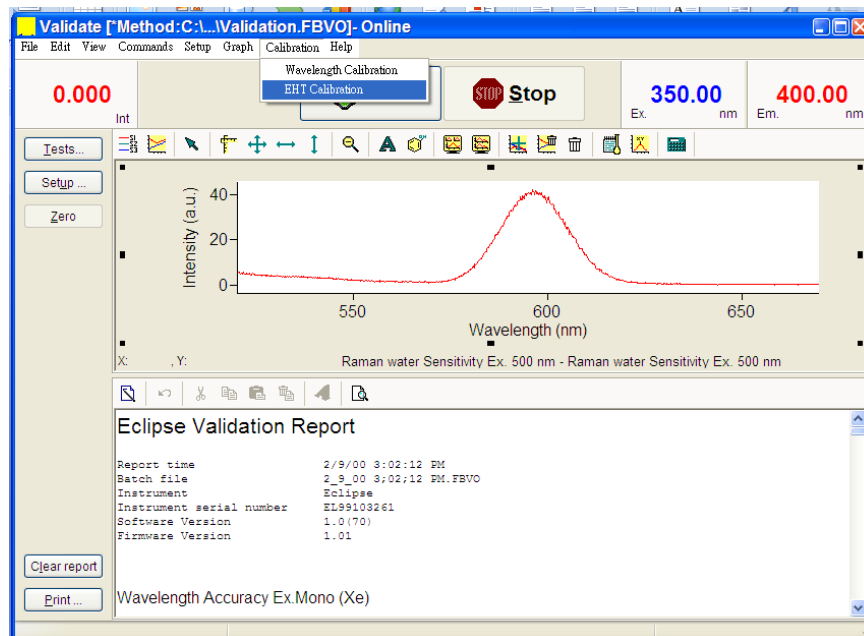 Validate [*Method:C:\...\Validation.FBVO]- Online
File Edit View Commands Setup Graph Calibration Help
Wavelength Calibration
EHT Calibration
0.000
Int
STOP Stop
350.00
Ex. nm
400.00
Em. nm
Tests...
Setup ...
Zero
Intensity (a.u.)
40
20
0
550 600 650
Wavelength (nm)
X: , Y: Raman water Sensitivity Ex. 500 nm - Raman water Sensitivity Ex. 500 nm
Eclipse Validation Report
Report time 2/9/00 3:02:12 PM
Batch file 2_9_00 3;02;12 PM.FBVO
Instrument Eclipse
Instrument serial number EL99103261
Software Version 1.0(70)
Firmware Version 1.01
Clear report
Print ...
Wavelength Accuracy Ex.Mono (Xe)